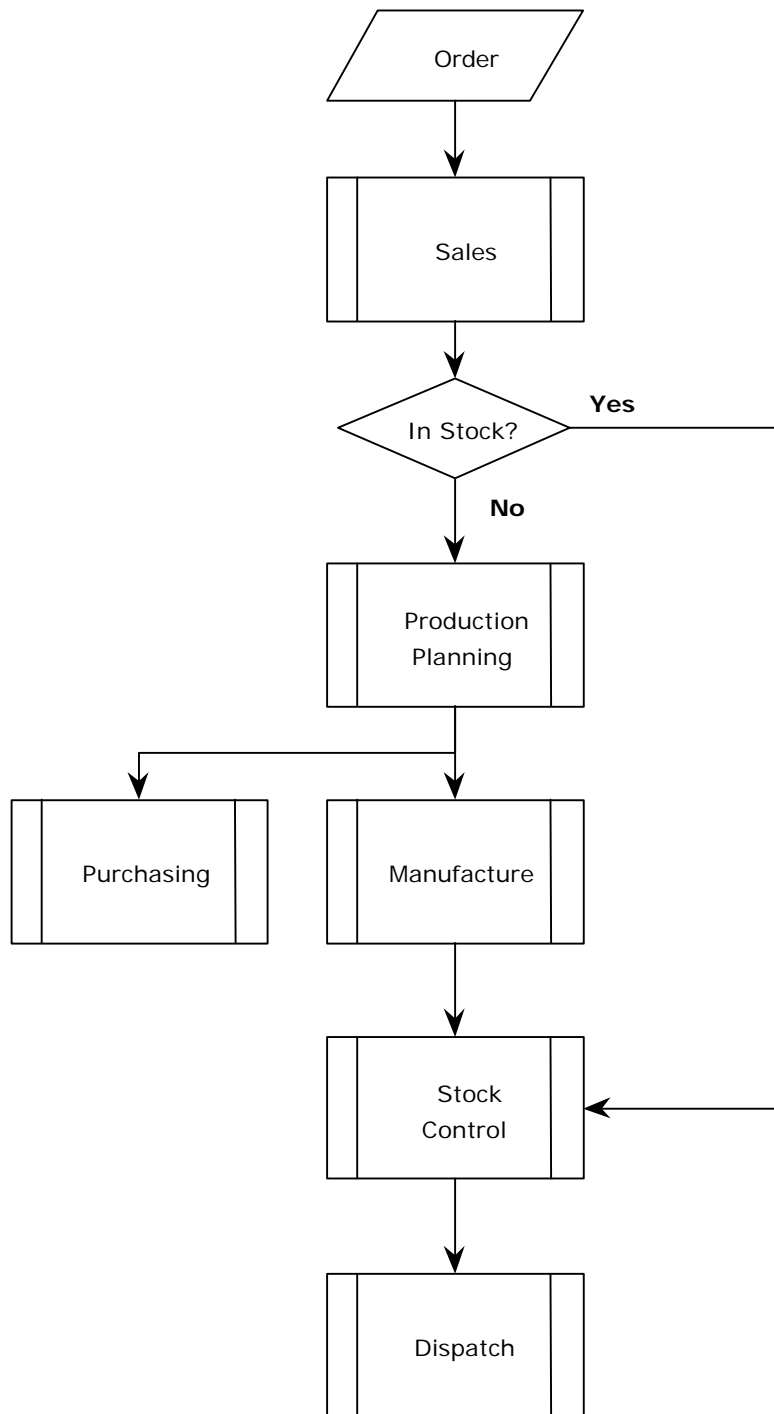 Order
Sales
In Stock?
Yes
No
Production
Planning
Purchasing
Manufacture
Stock
Control
Dispatch